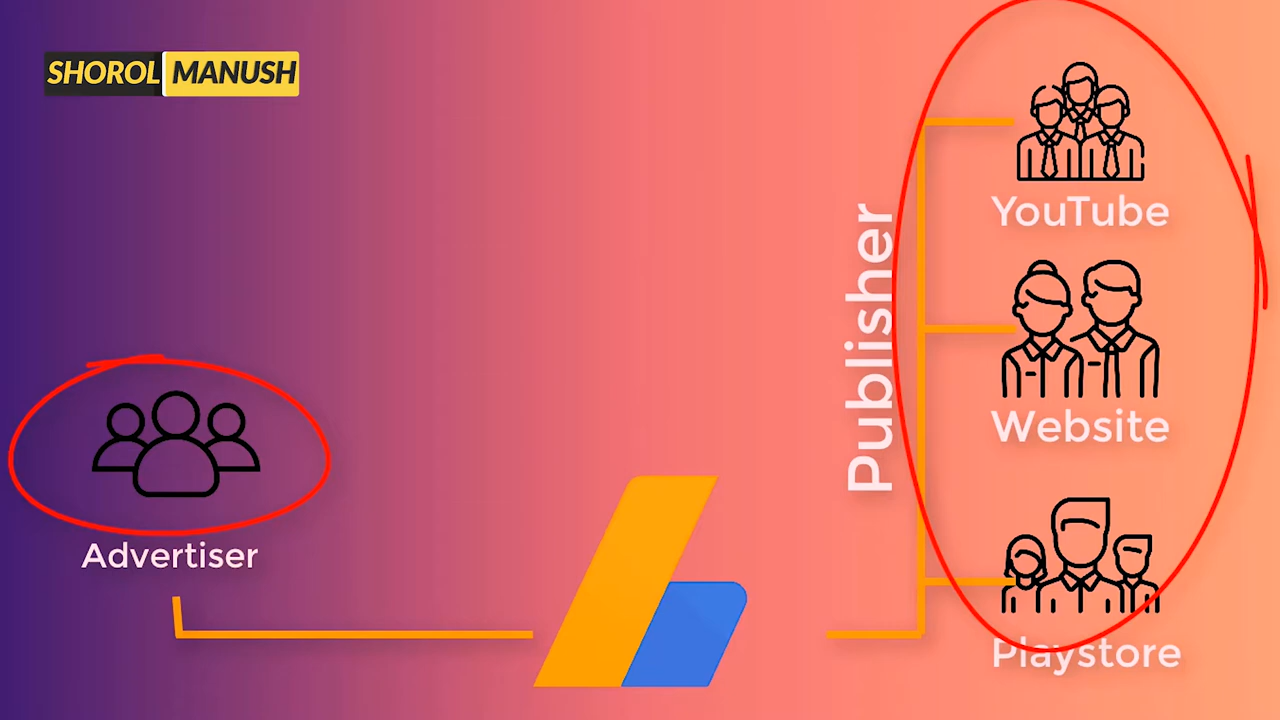 SHOROL MANUSH
YouTube
Publisher
Website
Advertiser
Playstore